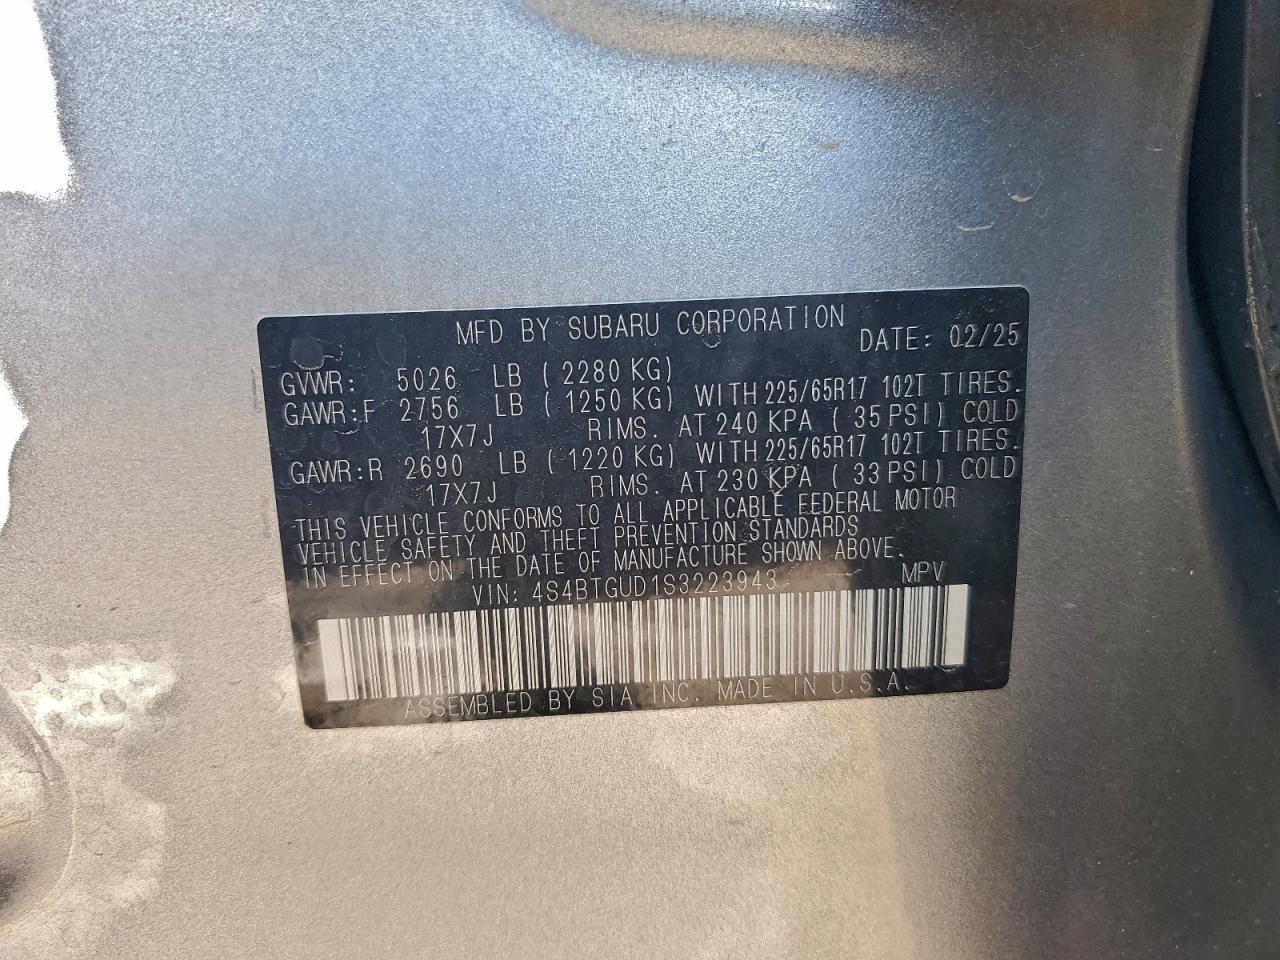 MFD BY SUBARU CORPORATION DATE: 02/25
GVWR: 5026 LB ( 2280 KG)
GAWR:F 2756 LB ( 1250 KG) WITH 225/65R17 102T TIRES.
17X7J RIMS. AT 240 KPA ( 35 PSI) COLD
GAWR:R 2690 LB ( 1220 KG) WITH 225/65R17 102T TIRES.
17X7J RIMS. AT 230 KPA ( 33 PSI) COLD
THIS VEHICLE CONFORMS TO ALL APPLICABLE FEDERAL MOTOR
VEHICLE SAFETY AND THEFT PREVENTION STANDARDS
IN EFFECT ON THE DATE OF MANUFACTURE SHOWN ABOVE.
VIN: 4S4BTGUD1S3223943 MPV
ASSEMBLED BY SIA INC. MADE IN U.S.A.